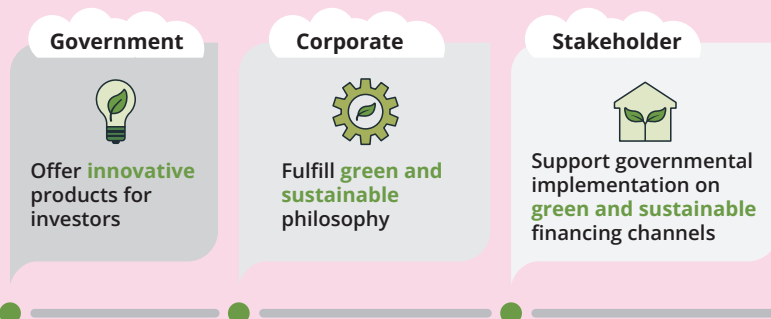 Government
Offer innovative
products for
investors
Corporate
Fulfill green and
sustainable
philosophy
Stakeholder
Support governmental
implementation on
green and sustainable
financing channels